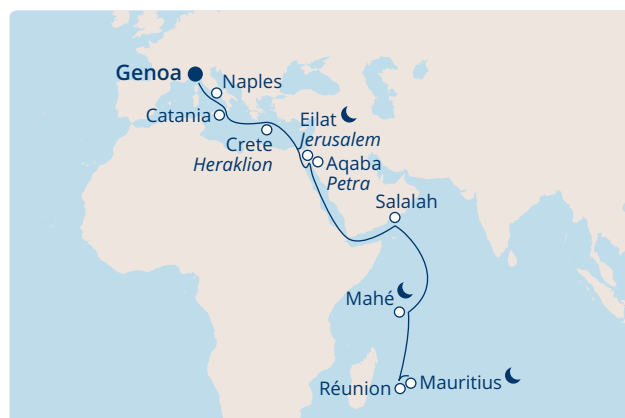 Genoa
Naples
Catania
Crete
Heraklion
Eilat
Jerusalem
Aqaba
Petra
Salalah
Mahé
Réunion
Mauritius